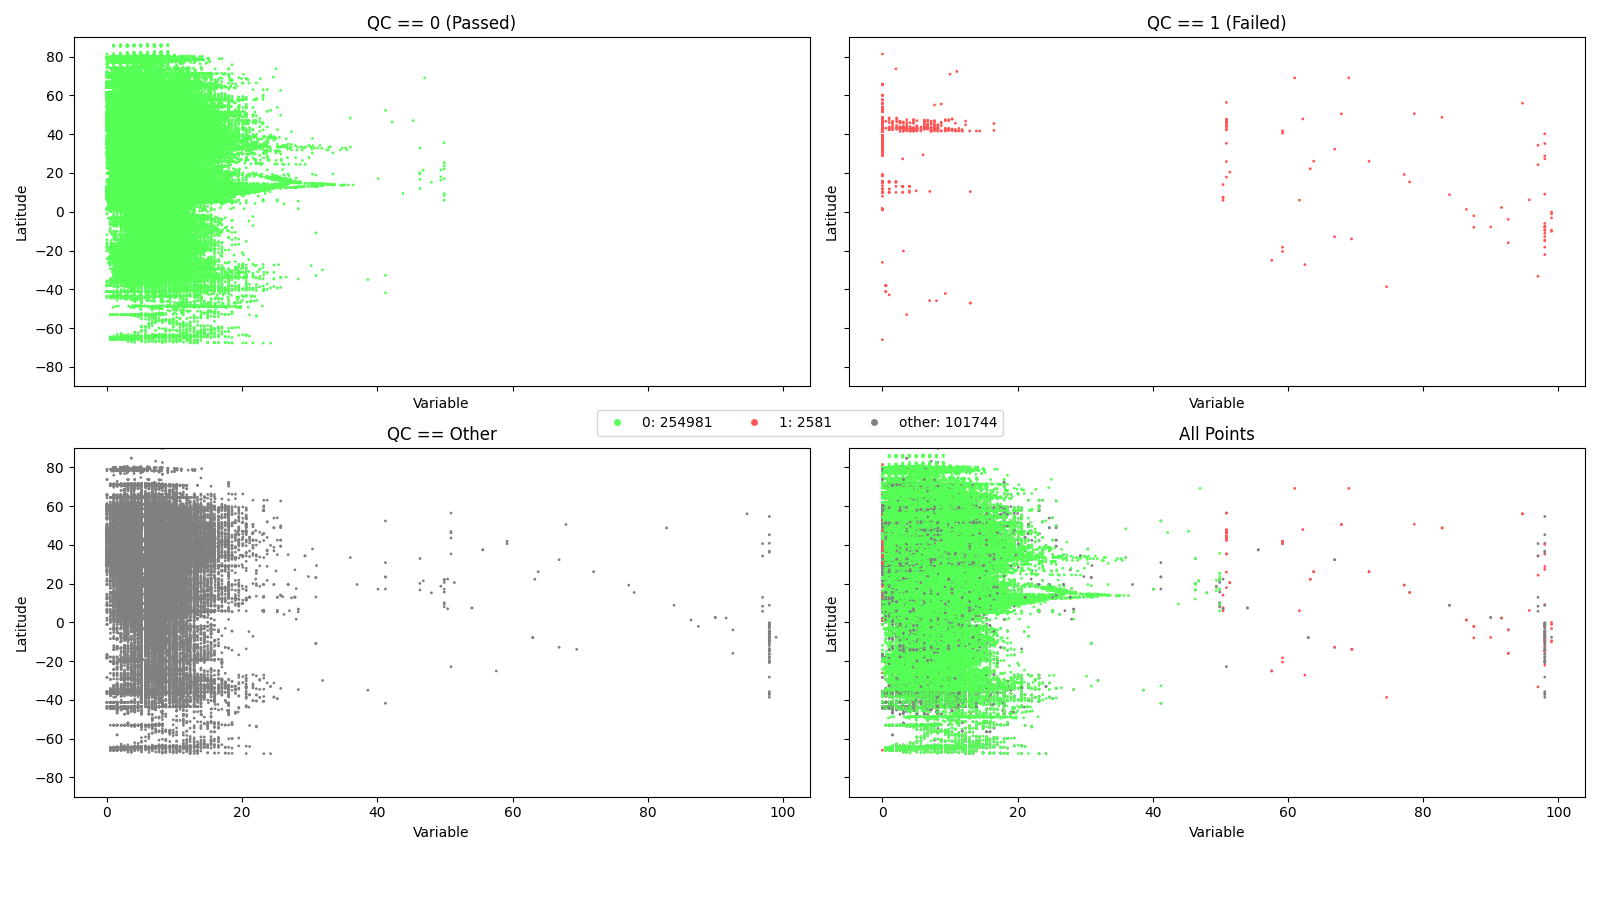 QC == 0 (Passed)
QC == 1 (Failed)
80
60
40
20
0
−20
−40
−60
−80
Latitude
Variable
Latitude
Variable
0: 254981
1: 2581
other: 101744
QC == Other
All Points
80
60
40
20
0
−20
−40
−60
−80
Latitude
0
20
40
60
80
100
Variable
Latitude
0
20
40
60
80
100
Variable